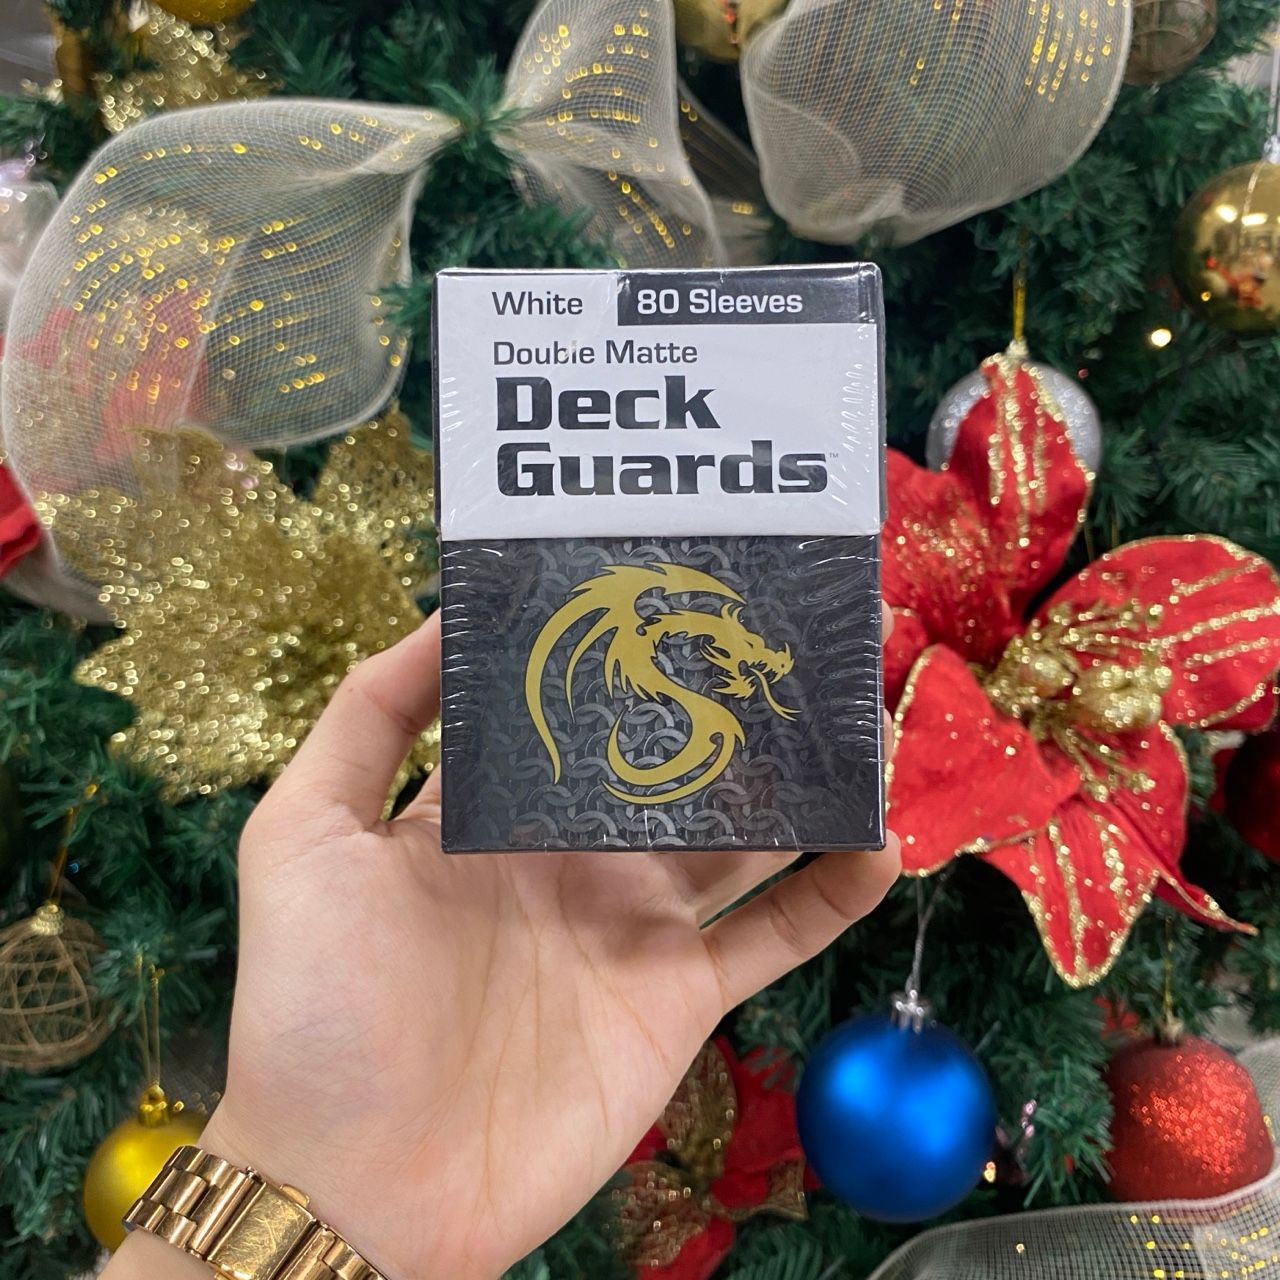 White
80 Sleeves
Double Matte
Deck
Guards™